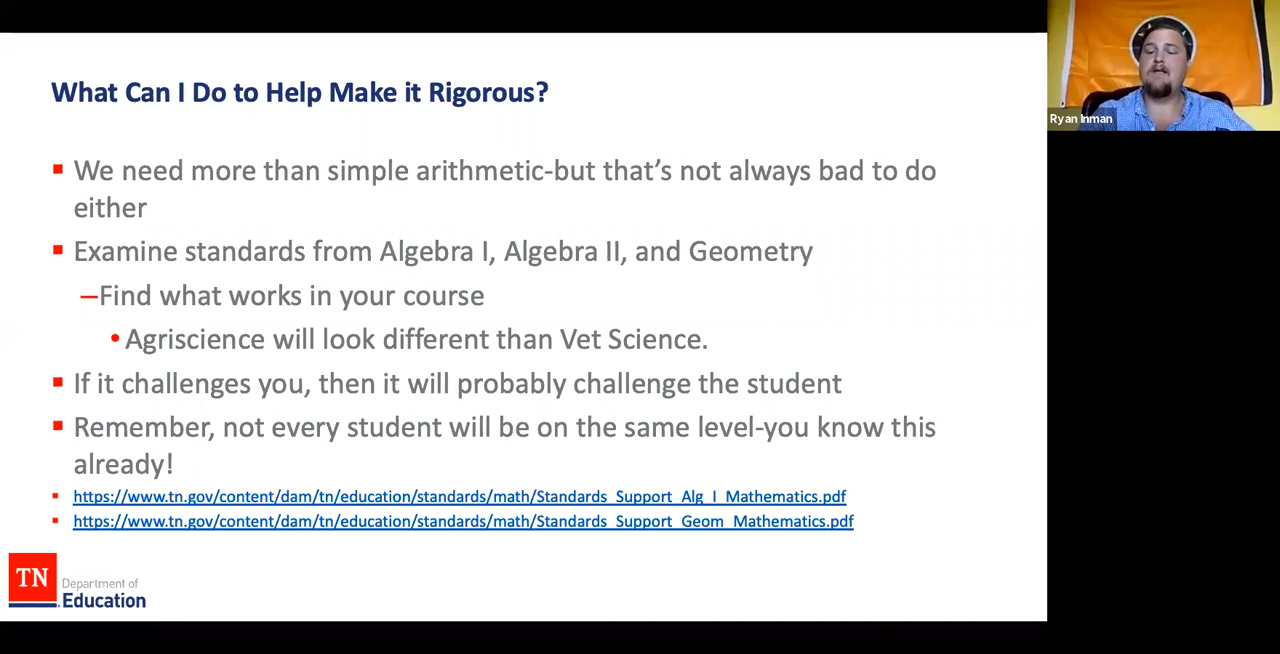 What Can I Do to Help Make it Rigorous?
We need more than simple arithmetic-but that's not always bad to do
either
Examine standards from Algebra I, Algebra II, and Geometry
–Find what works in your course
• Agriscience will look different than Vet Science.
If it challenges you, then it will probably challenge the student
Remember, not every student will be on the same level-you know this
already!
https://www.tn.gov/content/dam/tn/education/standards/math/Standards_Support_Alg_I_Mathematics.pdf
https://www.tn.gov/content/dam/tn/education/standards/math/Standards_Support_Geom_Mathematics.pdf
TN
Department of
Education
Ryan Inman